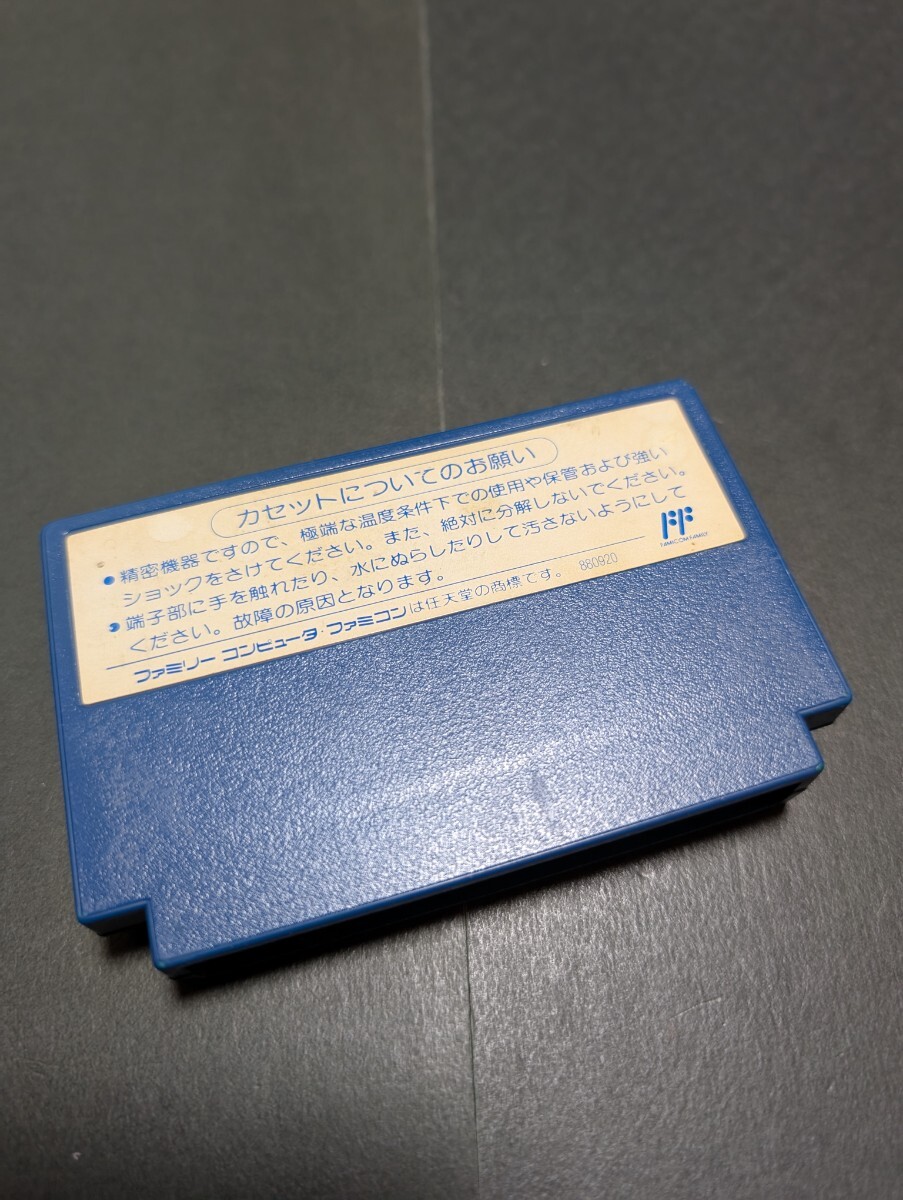 カセットについてのお願い
●精密機器ですので、極端な温度条件下での使用や保管および強い
ショックをさけてください。また、絶対に分解しないでください。
●端子部に手を触れたり、水にぬらしたりして汚さないようにして
ください。故障の原因となります。
FF
FAMICOM FAMILY
ファミリー コンピュータ・ファミコンは任天堂の商標です。 880920